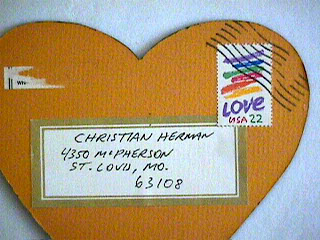 LOVE
USA 22
CHRISTIAN HERMAN
4350 McPHERSON
ST. LOUIS, MO.
63108